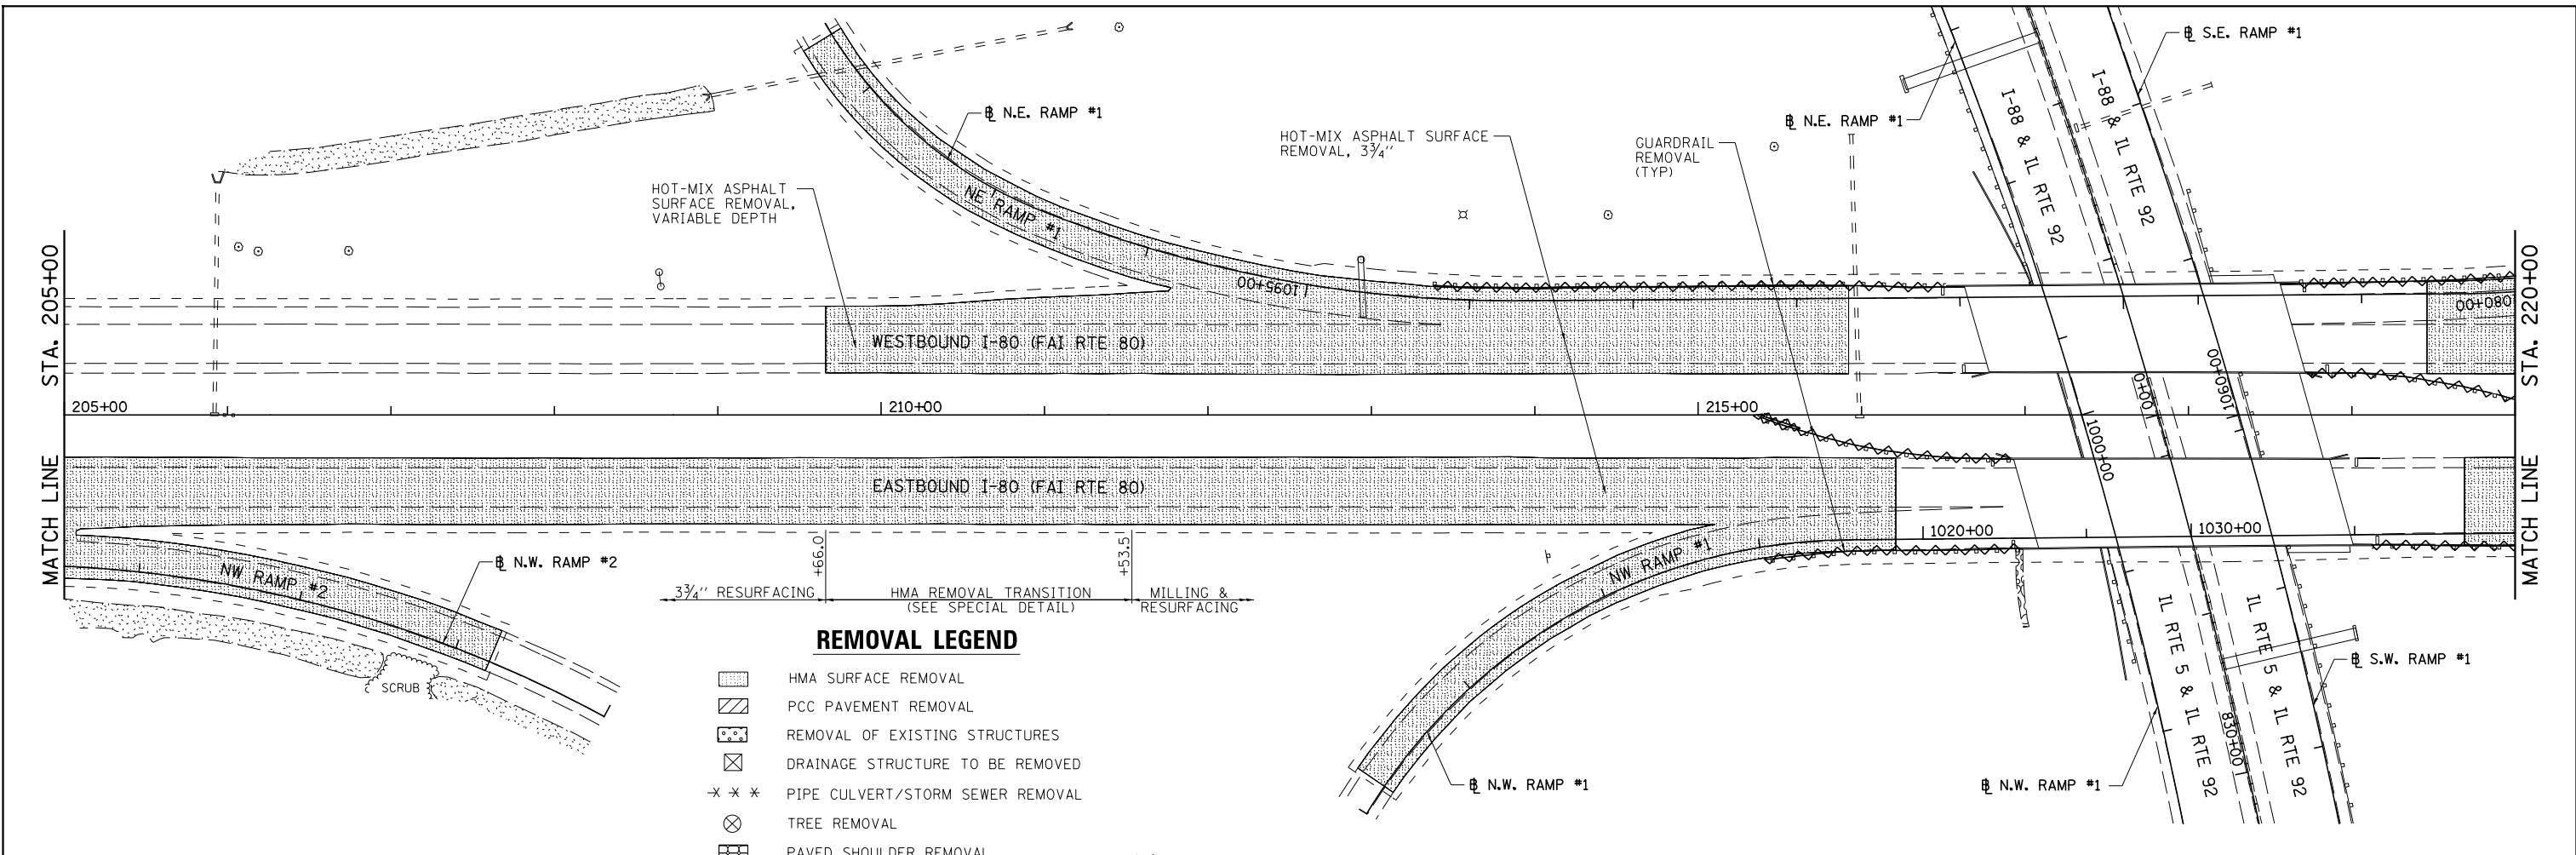 ℄ S.E. RAMP #1
℄ N.E. RAMP #1
℄ N.E. RAMP #1
I-88 & IL RTE 92
I-88 & IL RTE 92
HOT-MIX ASPHALT SURFACE
REMOVAL, 3¾''
GUARDRAIL
REMOVAL
(TYP)
HOT-MIX ASPHALT
SURFACE REMOVAL,
VARIABLE DEPTH
NE RAMP #1
1095+00
STA. 205+00
STA. 220+00
1080+00
WESTBOUND I-80 (FAI RTE 80)
1060+00
205+00
210+00
215+00
1000+00
MATCH LINE
MATCH LINE
EASTBOUND I-80 (FAI RTE 80)
1020+00
1030+00
NW RAMP #2
℄ N.W. RAMP #2
+66.0
+53.5
NW RAMP #1
3¾'' RESURFACING
HMA REMOVAL TRANSITION
(SEE SPECIAL DETAIL)
MILLING &
RESURFACING
IL RTE 5 & IL RTE 92
IL RTE 5 & IL RTE 92
830+00
SCRUB
℄ S.W. RAMP #1
℄ N.W. RAMP #1
℄ N.W. RAMP #1
REMOVAL LEGEND
HMA SURFACE REMOVAL
PCC PAVEMENT REMOVAL
REMOVAL OF EXISTING STRUCTURES
DRAINAGE STRUCTURE TO BE REMOVED
PIPE CULVERT/STORM SEWER REMOVAL
TREE REMOVAL
PAVED SHOULDER REMOVAL